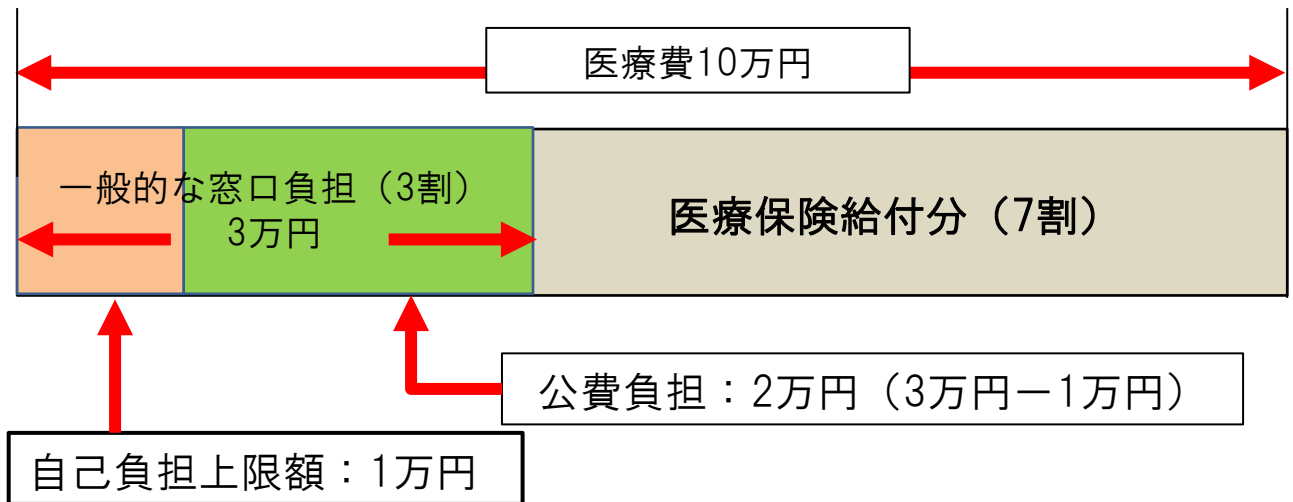 医療費10万円
一般的な窓口負担（3割）
3万円
医療保険給付分（7割）
公費負担：2万円（3万円－1万円）
自己負担上限額：1万円